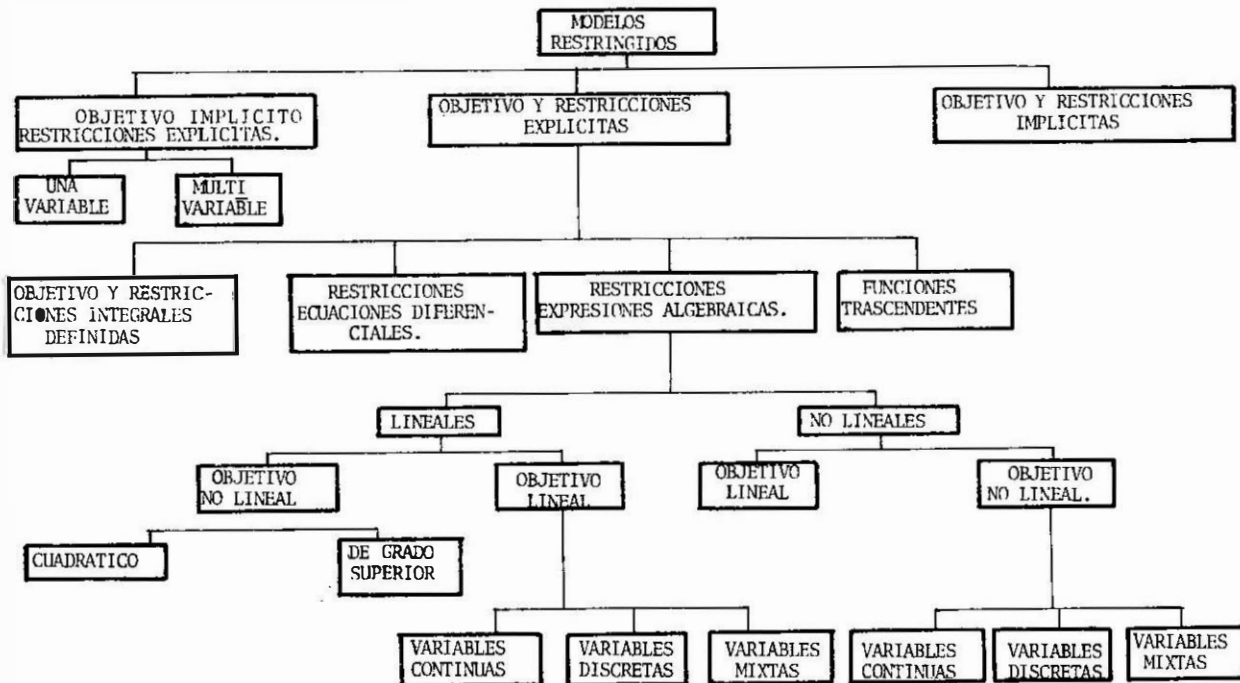 MODELOS
RESTRINGIDOS
OBJETIVO IMPLICITO
RESTRICCIONES EXPLICITAS.
OBJETIVO Y RESTRICCIONES
EXPLICITAS
OBJETIVO Y RESTRICCIONES
IMPLICITAS
UNA
VARIABLE
MULTI
VARIABLE
OBJETIVO Y RESTRIC-
CIONES INTEGRALES
DEFINIDAS
RESTRICCIONES
ECUACIONES DIFEREN-
CIALES.
RESTRICCIONES
EXPRESIONES ALGEBRAICAS.
FUNCIONES
TRASCENDENTES
LINEALES
NO LINEALES
OBJETIVO
NO LINEAL
OBJETIVO
LINEAL
OBJETIVO
LINEAL
OBJETIVO
NO LINEAL.
CUADRATICO
DE GRADO
SUPERIOR
VARIABLES
CONTINUAS
VARIABLES
DISCRETAS
VARIABLES
MIXTAS
VARIABLES
CONTINUAS
VARIABLES
DISCRETAS
VARIABLES
MIXTAS